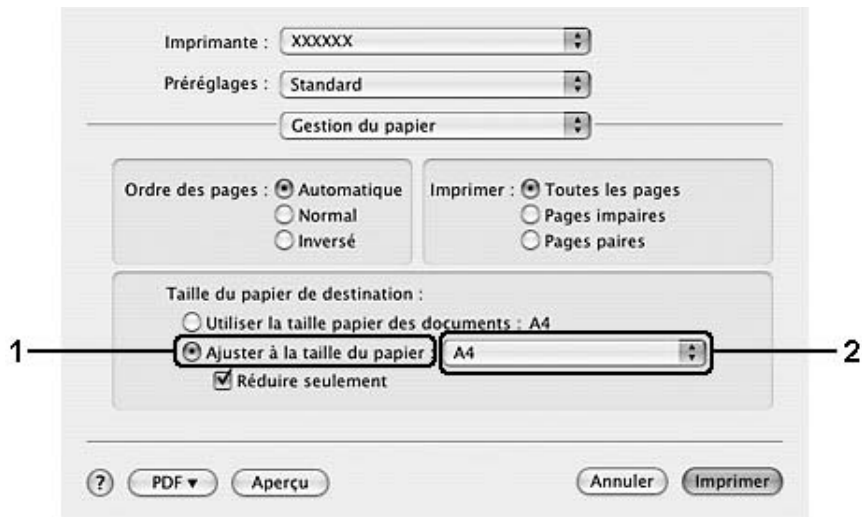 Imprimante : XXXXXX
Préréglages : Standard
Gestion du papier
Ordre des pages : Automatique
Normal
Inversé
Imprimer : Toutes les pages
Pages impaires
Pages paires
Taille du papier de destination :
Utiliser la taille papier des documents : A4
1 Ajuster à la taille du papier : A4 2
Réduire seulement
? PDF Aperçu Annuler Imprimer